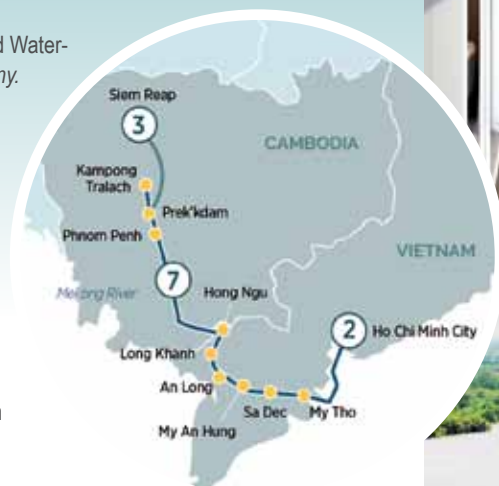 d Water-
ny.
Siem Reap
3
CAMBODIA
Kampong
Tralach
Prek'kdam
Phnom Penh
VIETNAM
Mekong River
7
Hong Ngu
2
Ho Chi Minh City
Long Khanh
An Long
Sa Dec
My Tho
My An Hung